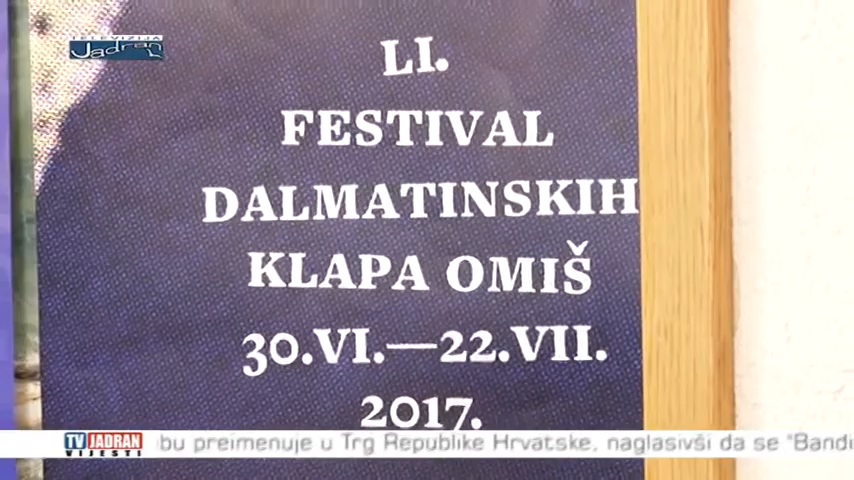 TELEVIZIJA
Jadran
LI.
FESTIVAL
DALMATINSKIH
KLAPA OMIŠ
30.VI.—22.VII.
2017.
TV JADRAN
VIJESTI
bu preimenuje u Trg Republike Hrvatske, naglasivši da se "Bandi